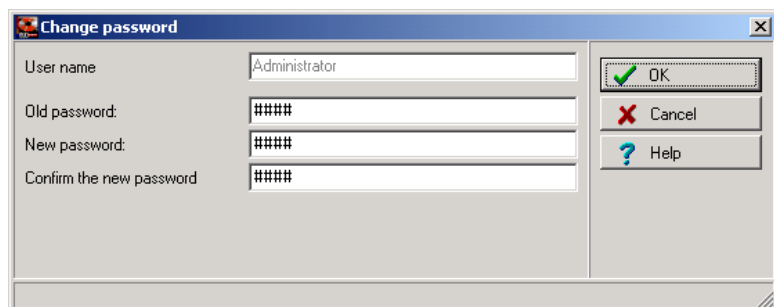 Change password
User name
Administrator
Old password:
####
New password:
####
Confirm the new password
####
OK
Cancel
Help